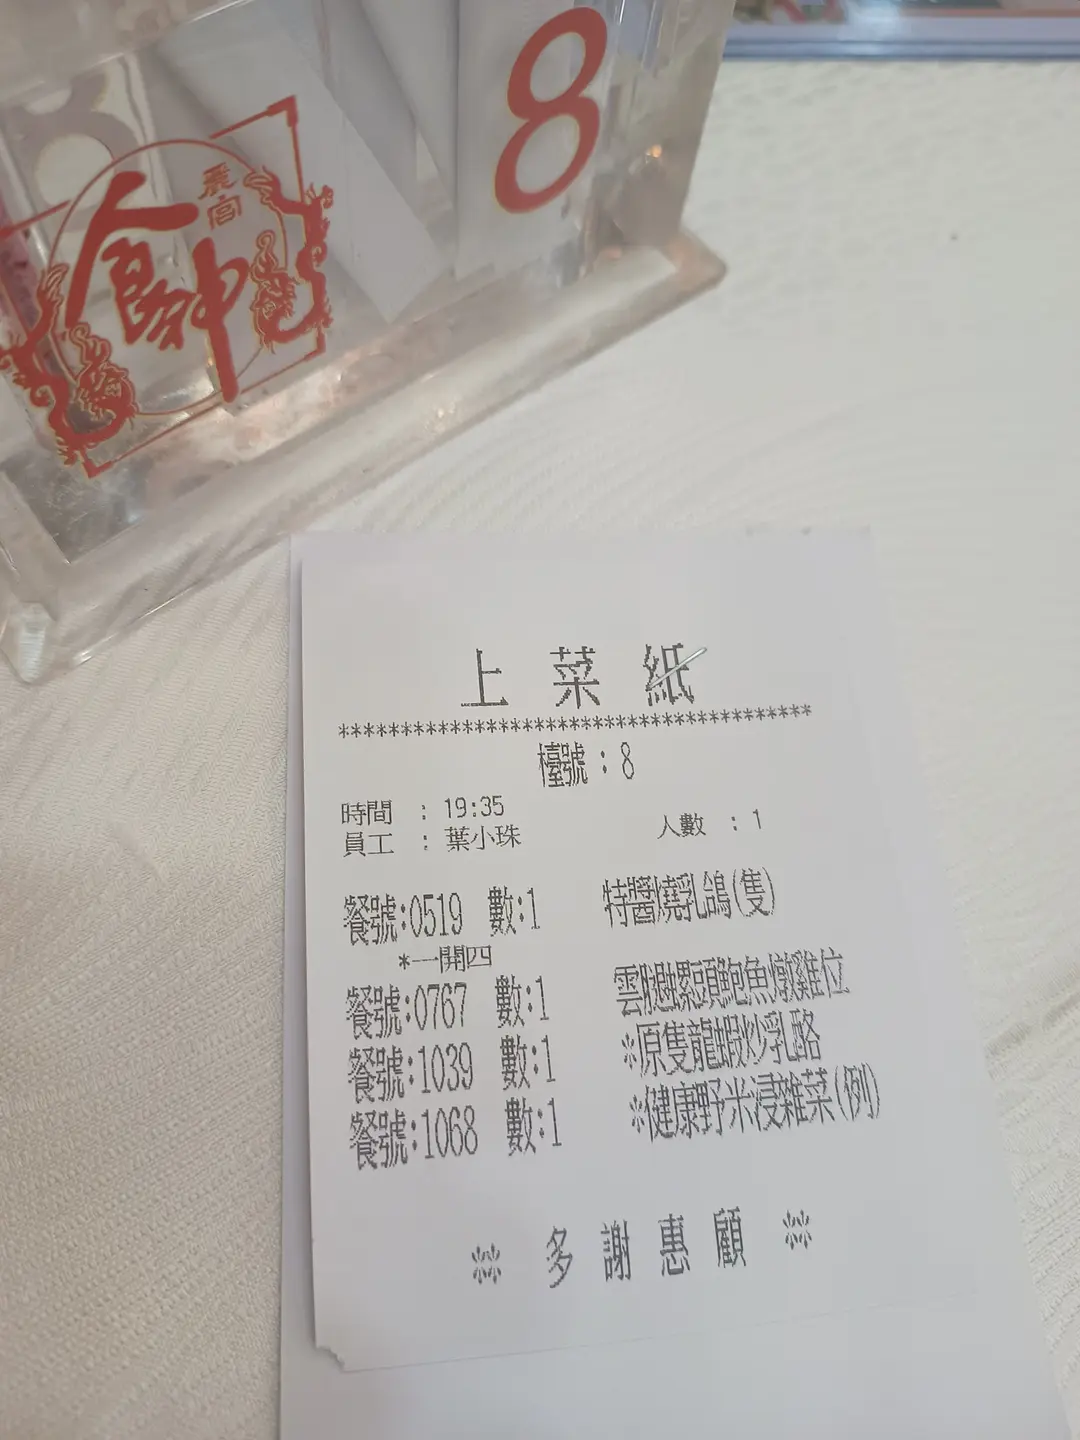 8
食神
上菜紙
****************************************
檯號：8
時間 : 19:35
員工 : 葉小珠 人數 : 1
餐號:0519 數:1 特醬燒乳鴿(隻)
*一開四
餐號:0767 數:1 雲腿螺頭鮑魚燉雞位
餐號:1039 數:1 *原隻龍蝦炒乳酪
餐號:1068 數:1 *健康野米浸雜菜(例)
** 多謝惠顧 **